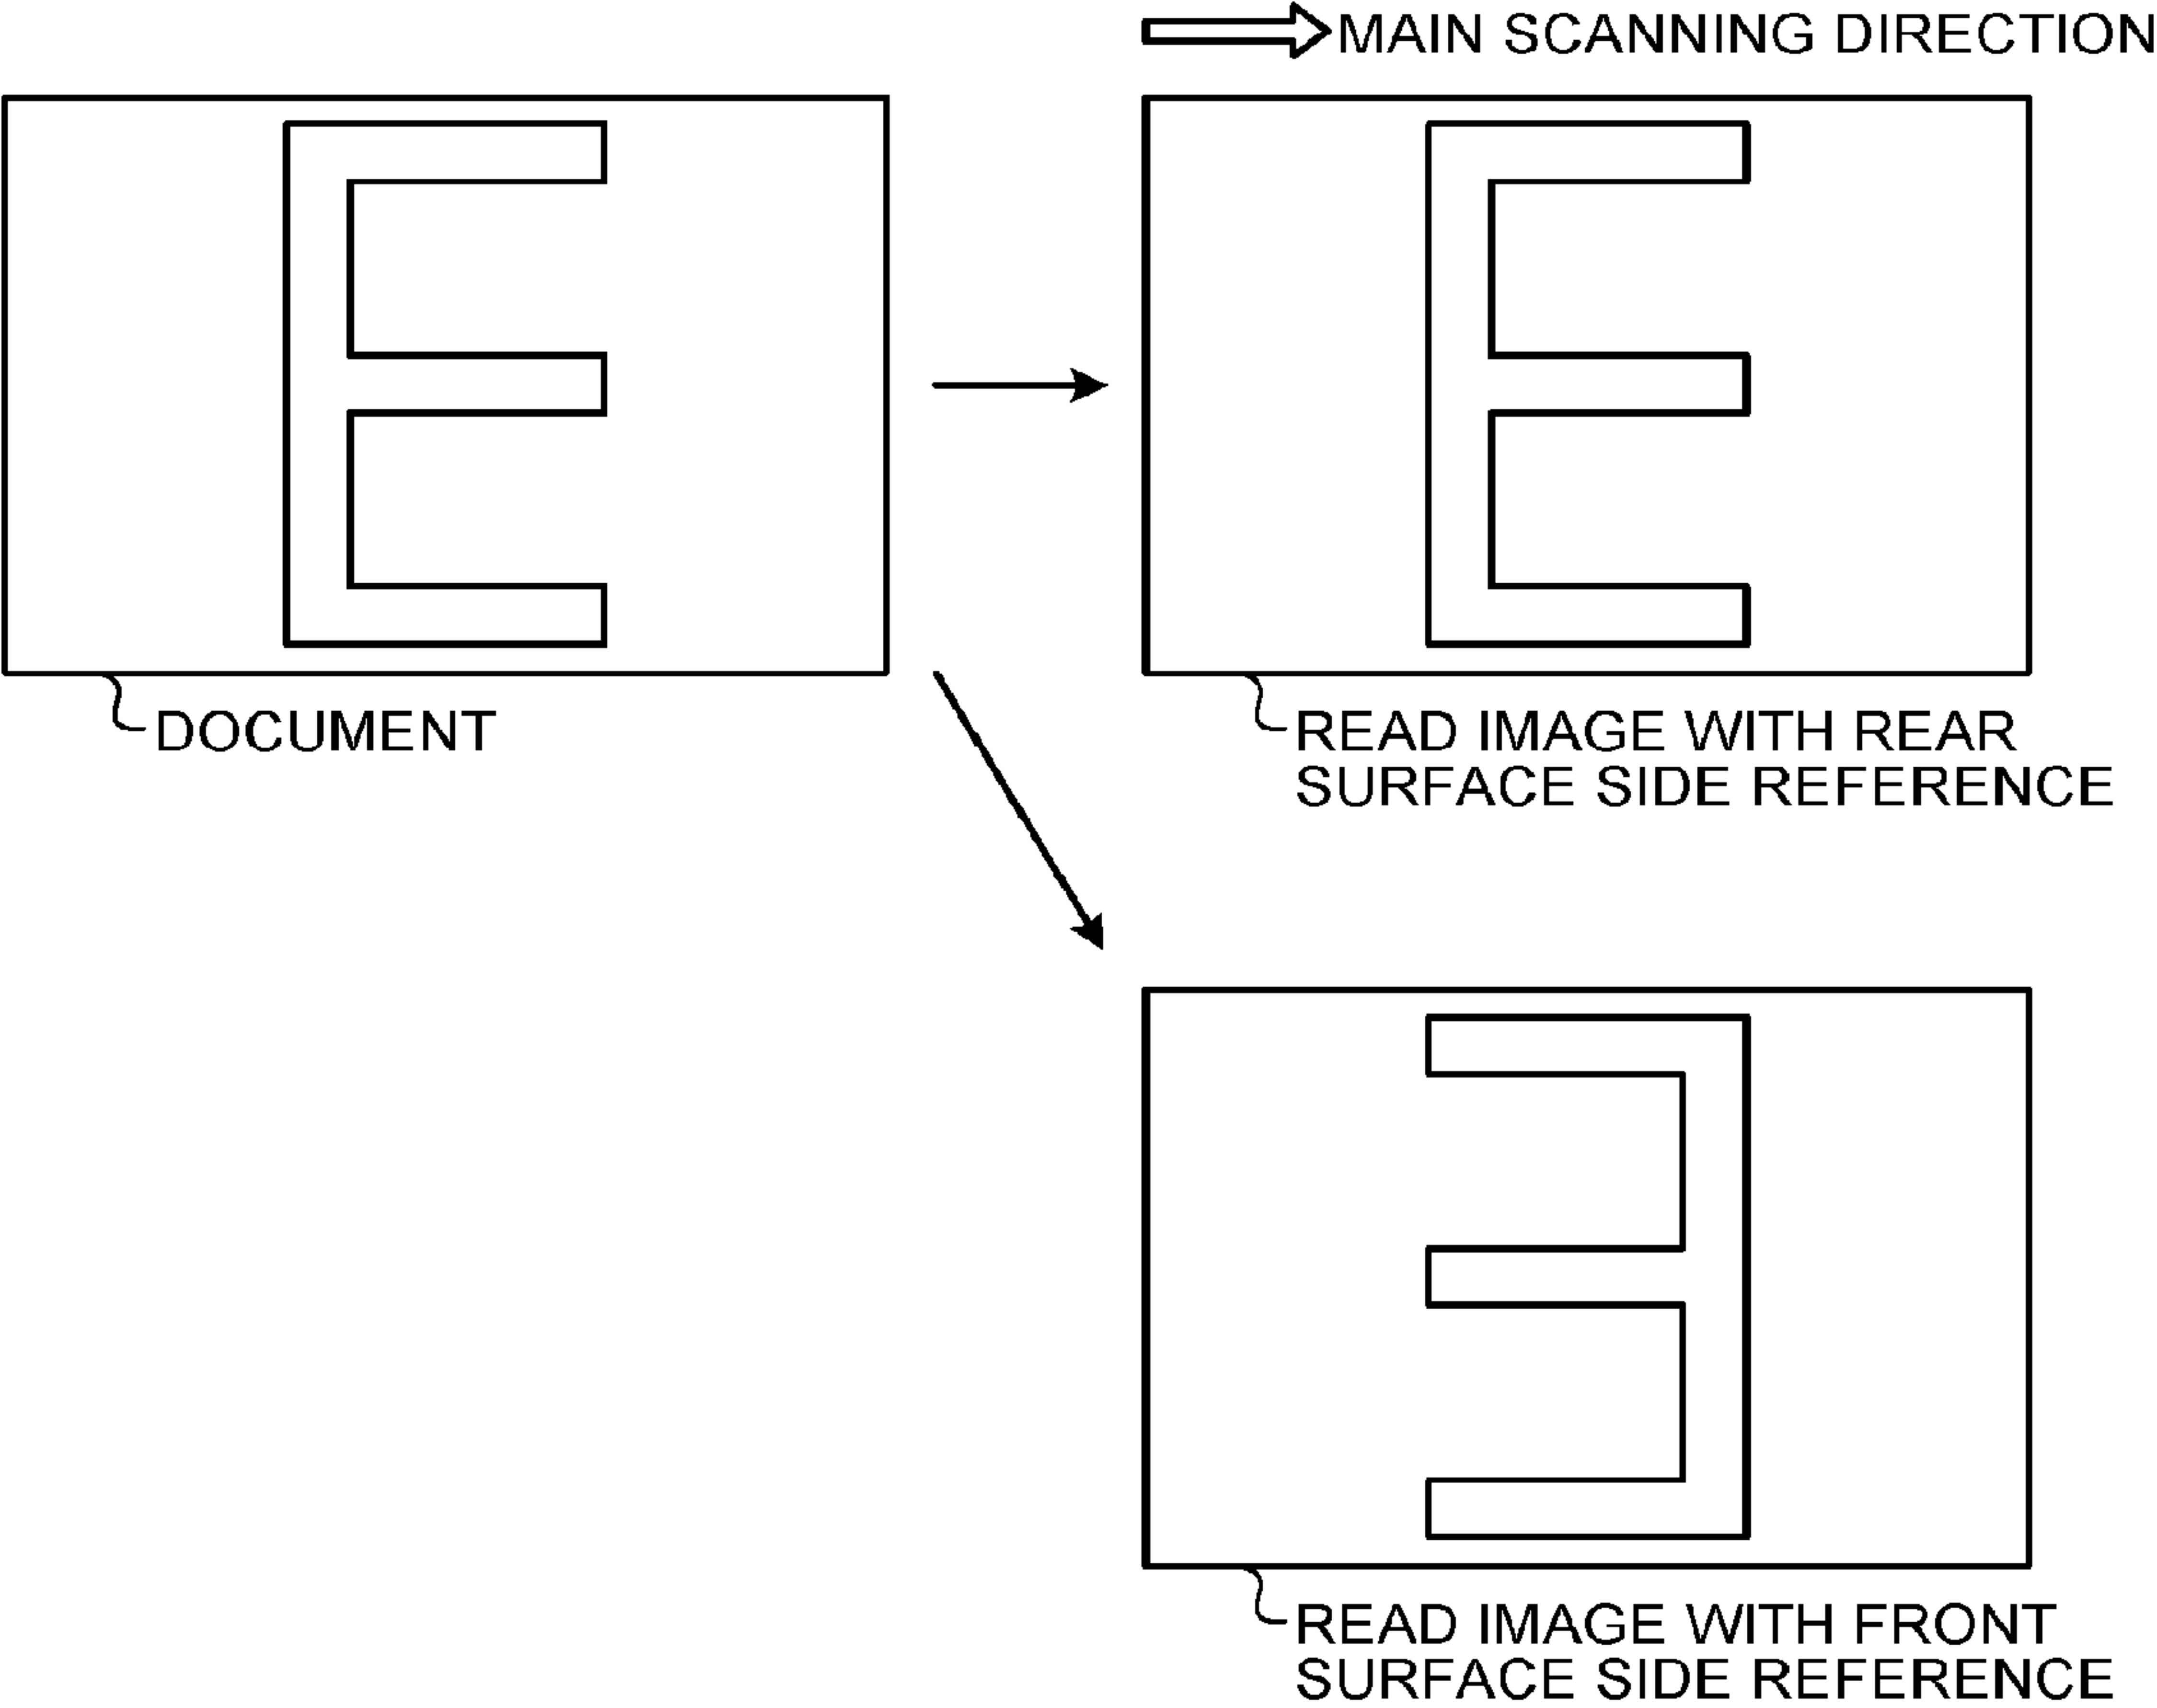 MAIN SCANNING DIRECTION
E
E
DOCUMENT
READ IMAGE WITH REAR
SURFACE SIDE REFERENCE
E
READ IMAGE WITH FRONT
SURFACE SIDE REFERENCE